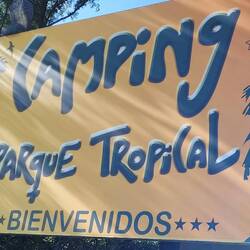 CAMPING
PARQUE TROPICAL
★BIENVENIDOS★★★